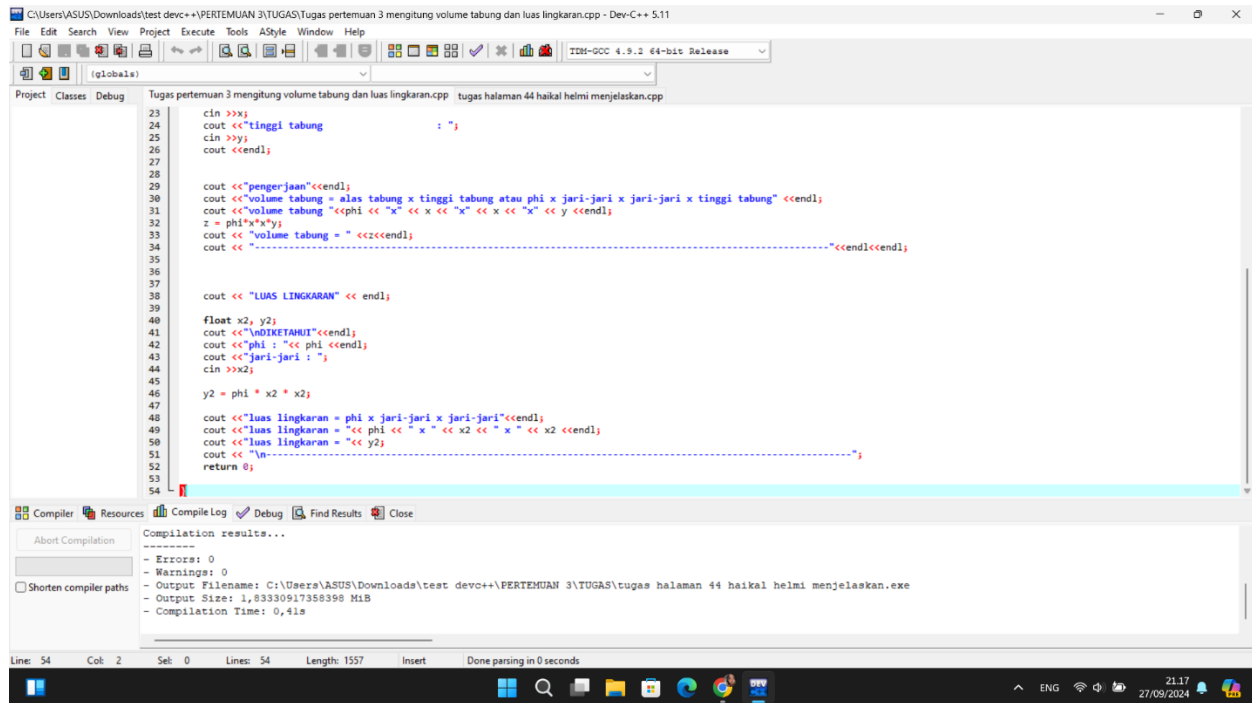 C:\Users\ASUS\Downloads\test devc++\PERTEMUAN 3\TUGAS\Tugas pertemuan 3 mengitung volume tabung dan luas lingkaran.cpp - Dev-C++ 5.11
File Edit Search View Project Execute Tools AStyle Window Help
TDM-GCC 4.9.2 64-bit Release
(globals)
Project Classes Debug
Tugas pertemuan 3 mengitung volume tabung dan luas lingkaran.cpp tugas halaman 44 haikal helmi menjelaskan.cpp
23 cin >>x;
24 cout <<"tinggi tabung : ";
25 cin >>y;
26 cout <<endl;
27
28
29 cout <<"pengerjaan"<<endl;
30 cout <<"volume tabung = alas tabung x tinggi tabung atau phi x jari-jari x jari-jari x tinggi tabung" <<endl;
31 cout <<"volume tabung "<<phi << "x" << x << "x" << x << "x" << y <<endl;
32 z = phi*x*x*y;
33 cout << "volume tabung = " <<z<<endl;
34 cout << "----------------------------------------------------------------------------------------------------"<<endl<<endl;
35
36
37
38 cout << "LUAS LINGKARAN" << endl;
39
40 float x2, y2;
41 cout <<"\nDIKETAHUI"<<endl;
42 cout <<"phi : "<< phi <<endl;
43 cout <<"jari-jari : ";
44 cin >>x2;
45
46 y2 = phi * x2 * x2;
47
48 cout <<"luas lingkaran = phi x jari-jari x jari-jari"<<endl;
49 cout <<"luas lingkaran = "<< phi << " x " << x2 << " x " << x2 <<endl;
50 cout <<"luas lingkaran = "<< y2;
51 cout << "\n------------------------------------------------------------------------------------------------------";
52 return 0;
53
54 }
Compiler Resources Compile Log Debug Find Results Close
Abort Compilation
Shorten compiler paths
Compilation results...
--------
- Errors: 0
- Warnings: 0
- Output Filename: C:\Users\ASUS\Downloads\test devc++\PERTEMUAN 3\TUGAS\tugas halaman 44 haikal helmi menjelaskan.exe
- Output Size: 1,83330917358398 MiB
- Compilation Time: 0,41s
Line: 54 Col: 2 Sel: 0 Lines: 54 Length: 1557 Insert Done parsing in 0 seconds
DEV
ENG
21.17
27/09/2024
PRE